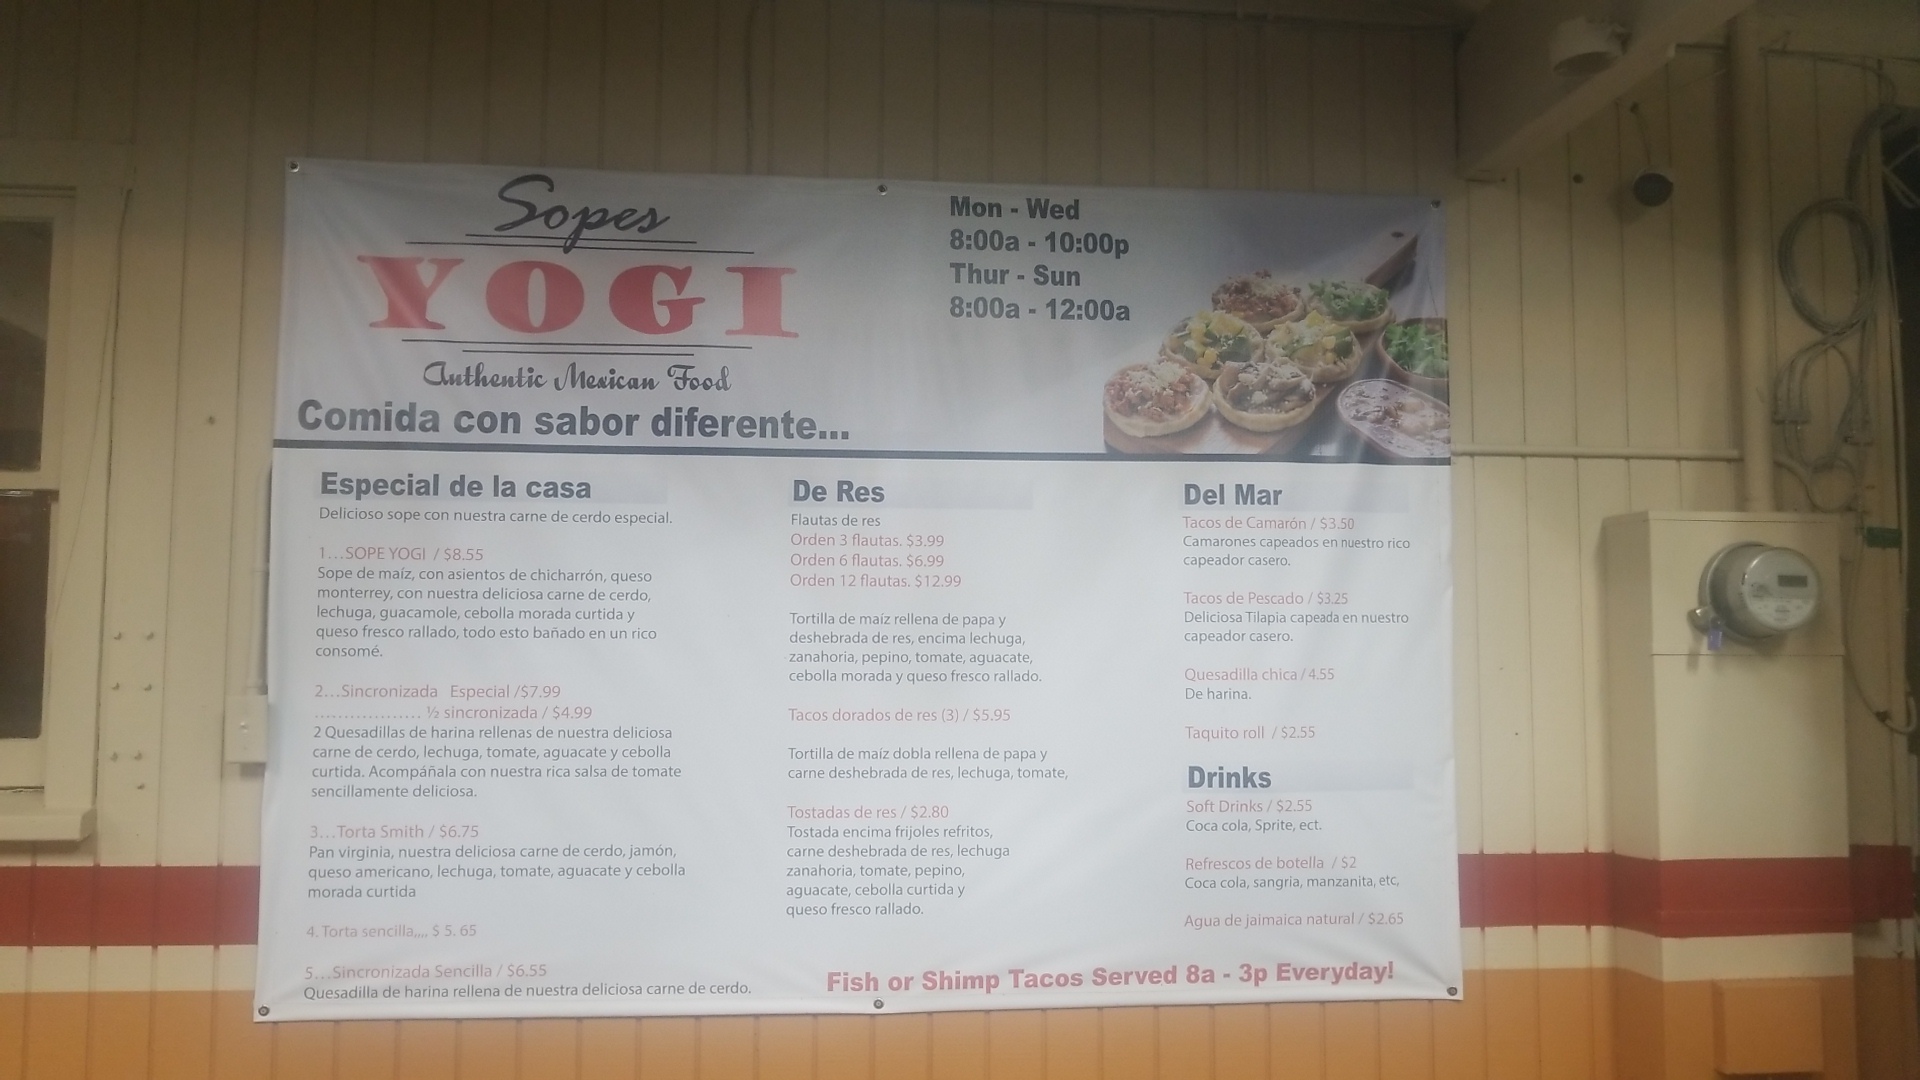 Sopes
YOGI
Authentic Mexican Food
Comida con sabor diferente...
Mon - Wed
8:00a - 10:00p
Thur - Sun
8:00a - 12:00a
Especial de la casa
Delicioso sope con nuestra carne de cerdo especial.
1...SOPE YOGI / $8.55
Sope de maíz, con asientos de chicharrón, queso
monterrey, con nuestra deliciosa carne de cerdo,
lechuga, guacamole, cebolla morada curtida y
queso fresco rallado, todo esto bañado en un rico
consomé.
2...Sincronizada Especial /$7.99
.................. ½ sincronizada / $4.99
2 Quesadillas de harina rellenas de nuestra deliciosa
carne de cerdo, lechuga, tomate, aguacate y cebolla
curtida. Acompáñala con nuestra rica salsa de tomate
sencillamente deliciosa.
3...Torta Smith / $6.75
Pan virginia, nuestra deliciosa carne de cerdo, jamón,
queso americano, lechuga, tomate, aguacate y cebolla
morada curtida
4. Torta sencilla,,,, $ 5. 65
5...Sincronizada Sencilla / $6.55
Quesadilla de harina rellena de nuestra deliciosa carne de cerdo.
De Res
Flautas de res
Orden 3 flautas. $3.99
Orden 6 flautas. $6.99
Orden 12 flautas. $12.99
Tortilla de maíz rellena de papa y
deshebrada de res, encima lechuga,
zanahoria, pepino, tomate, aguacate,
cebolla morada y queso fresco rallado.
Tacos dorados de res (3) / $5.95
Tortilla de maíz dobla rellena de papa y
carne deshebrada de res, lechuga, tomate,
Tostadas de res / $2.80
Tostada encima frijoles refritos,
carne deshebrada de res, lechuga
zanahoria, tomate, pepino,
aguacate, cebolla curtida y
queso fresco rallado.
Del Mar
Tacos de Camarón / $3.50
Camarones capeados en nuestro rico
capeador casero.
Tacos de Pescado / $3.25
Deliciosa Tilapia capeada en nuestro
capeador casero.
Quesadilla chica / 4.55
De harina.
Taquito roll / $2.55
Drinks
Soft Drinks / $2.55
Coca cola, Sprite, ect.
Refrescos de botella / $2
Coca cola, sangria, manzanita, etc,
Agua de jaimaica natural / $2.65
Fish or Shimp Tacos Served 8a - 3p Everyday!